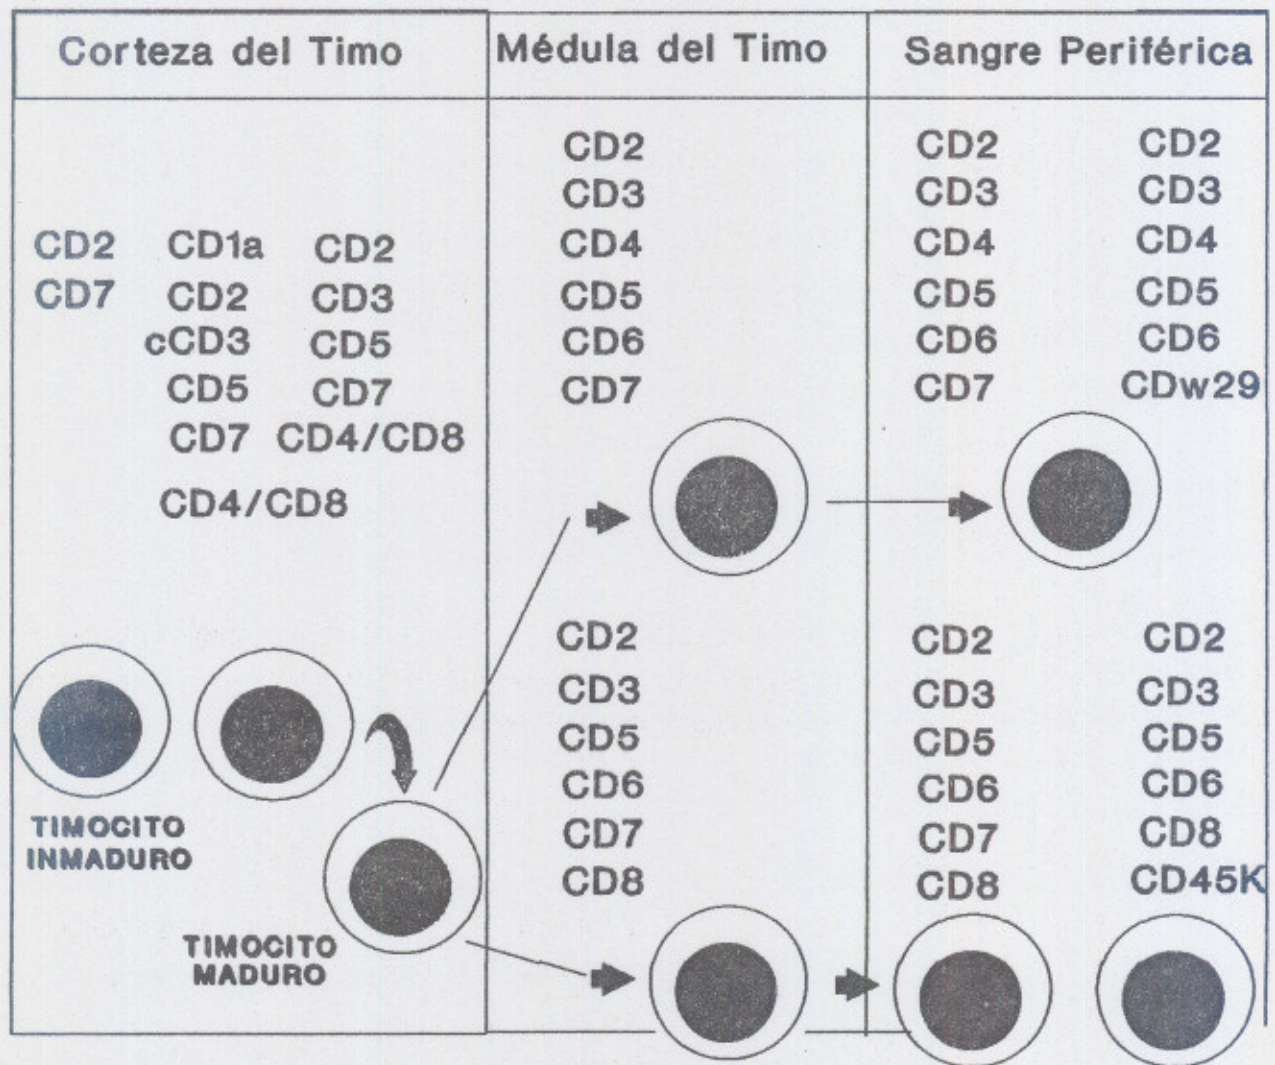 Corteza del Timo
Médula del Timo
Sangre Periférica
CD2
CD7
CD1a
CD2
cCD3
CD5
CD7
CD4/CD8
CD2
CD3
CD5
CD7
CD4/CD8
TIMOCITO
INMADURO
TIMOCITO
MADURO
CD2
CD3
CD4
CD5
CD6
CD7
CD2
CD3
CD5
CD6
CD7
CD8
CD2
CD3
CD4
CD5
CD6
CD7
CD2
CD3
CD4
CD5
CD6
CDw29
CD2
CD3
CD5
CD6
CD7
CD8
CD2
CD3
CD5
CD6
CD8
CD45K